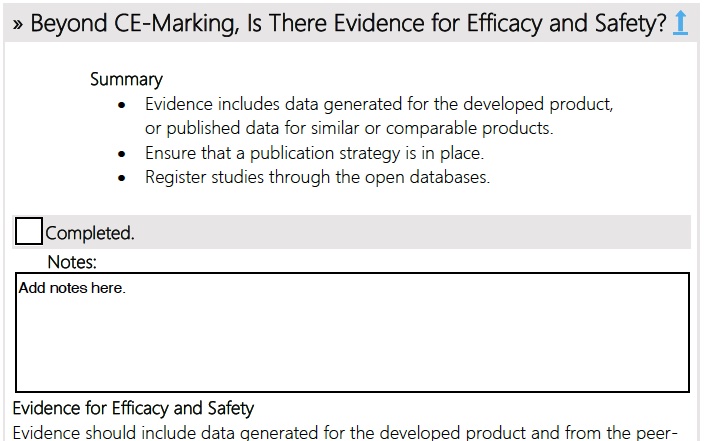 » Beyond CE-Marking, Is There Evidence for Efficacy and Safety?
Summary
• Evidence includes data generated for the developed product,
or published data for similar or comparable products.
• Ensure that a publication strategy is in place.
• Register studies through the open databases.
Completed.
Notes:
Add notes here.
Evidence for Efficacy and Safety
Evidence should include data generated for the developed product and from the peer-